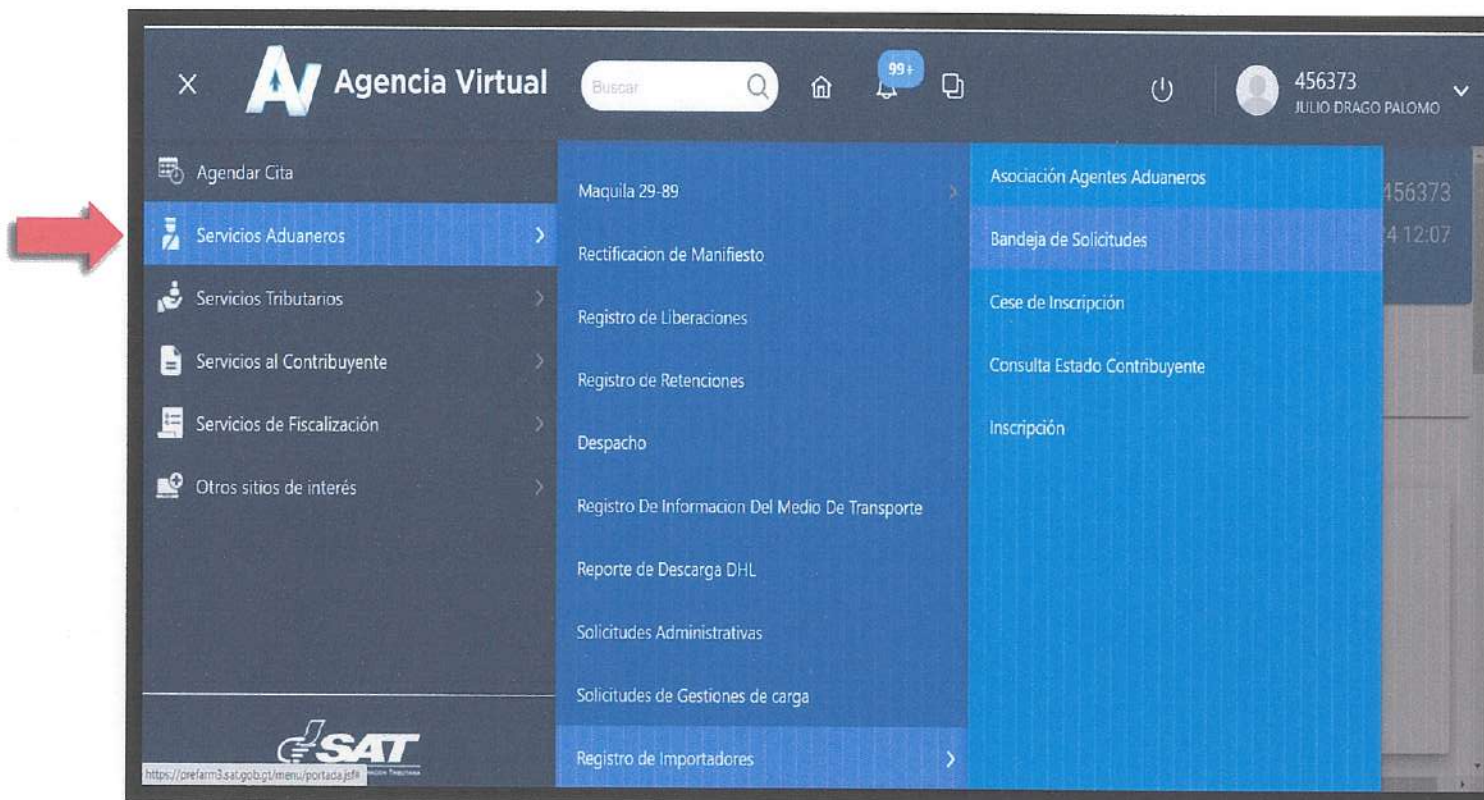 Agencia Virtual
Buscar
99+
456373
JULIO DRAGO PALOMO
Agendar Cita
Servicios Aduaneros
Servicios Tributarios
Servicios al Contribuyente
Servicios de Fiscalización
Otros sitios de interés
SAT
https://prefarm3.sat.gob.gt/menu/portada.jsf#
Maquila 29-89
Rectificacion de Manifiesto
Registro de Liberaciones
Registro de Retenciones
Despacho
Registro De Informacion Del Medio De Transporte
Reporte de Descarga DHL
Solicitudes Administrativas
Solicitudes de Gestiones de carga
Registro de Importadores
Asociación Agentes Aduaneros
Bandeja de Solicitudes
Cese de Inscripción
Consulta Estado Contribuyente
Inscripción
456373
4 12:07